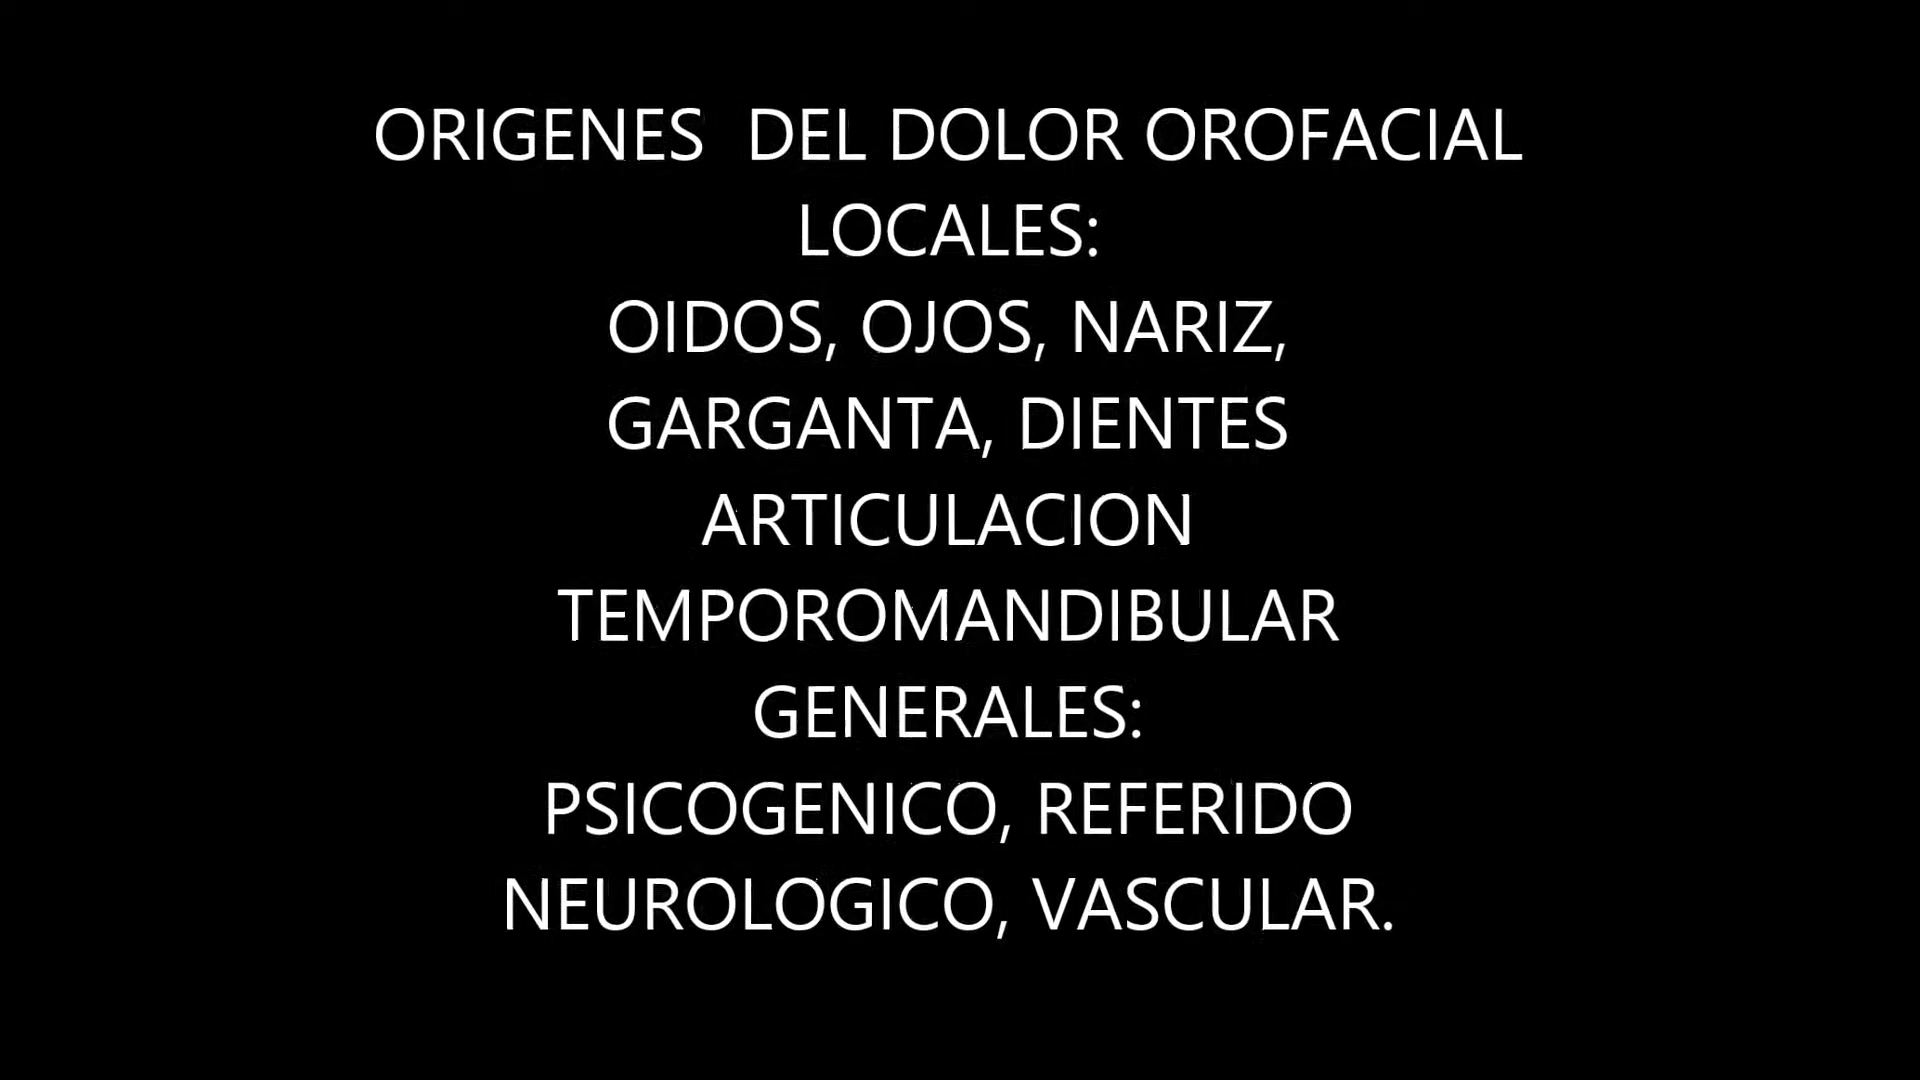 ORIGENES  DEL DOLOR OROFACIAL
LOCALES:
OIDOS, OJOS, NARIZ,
GARGANTA, DIENTES
ARTICULACION
TEMPOROMANDIBULAR
GENERALES:
PSICOGENICO, REFERIDO
NEUROLOGICO, VASCULAR.